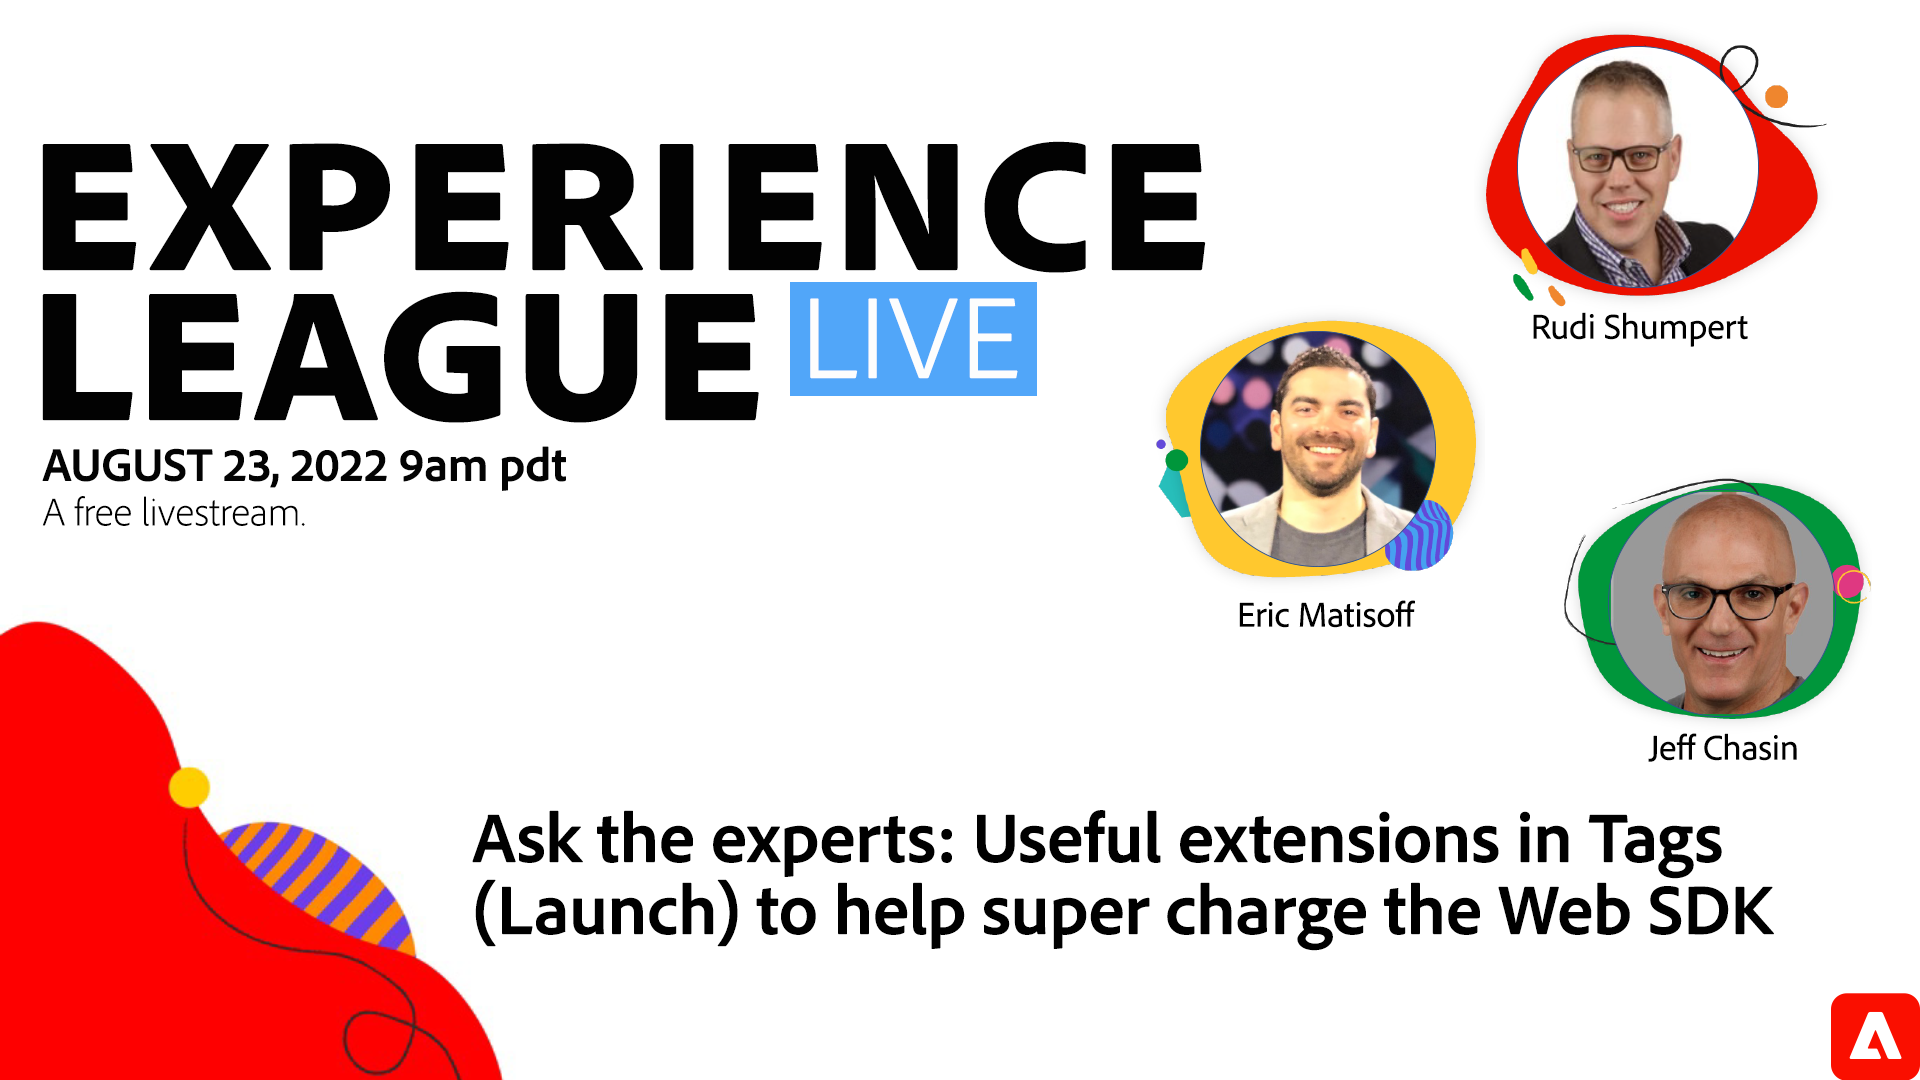 EXPERIENCE
LEAGUE LIVE
AUGUST 23, 2022 9am pdt
A free livestream.
Rudi Shumpert
Eric Matisoff
Jeff Chasin
Ask the experts: Useful extensions in Tags
(Launch) to help super charge the Web SDK